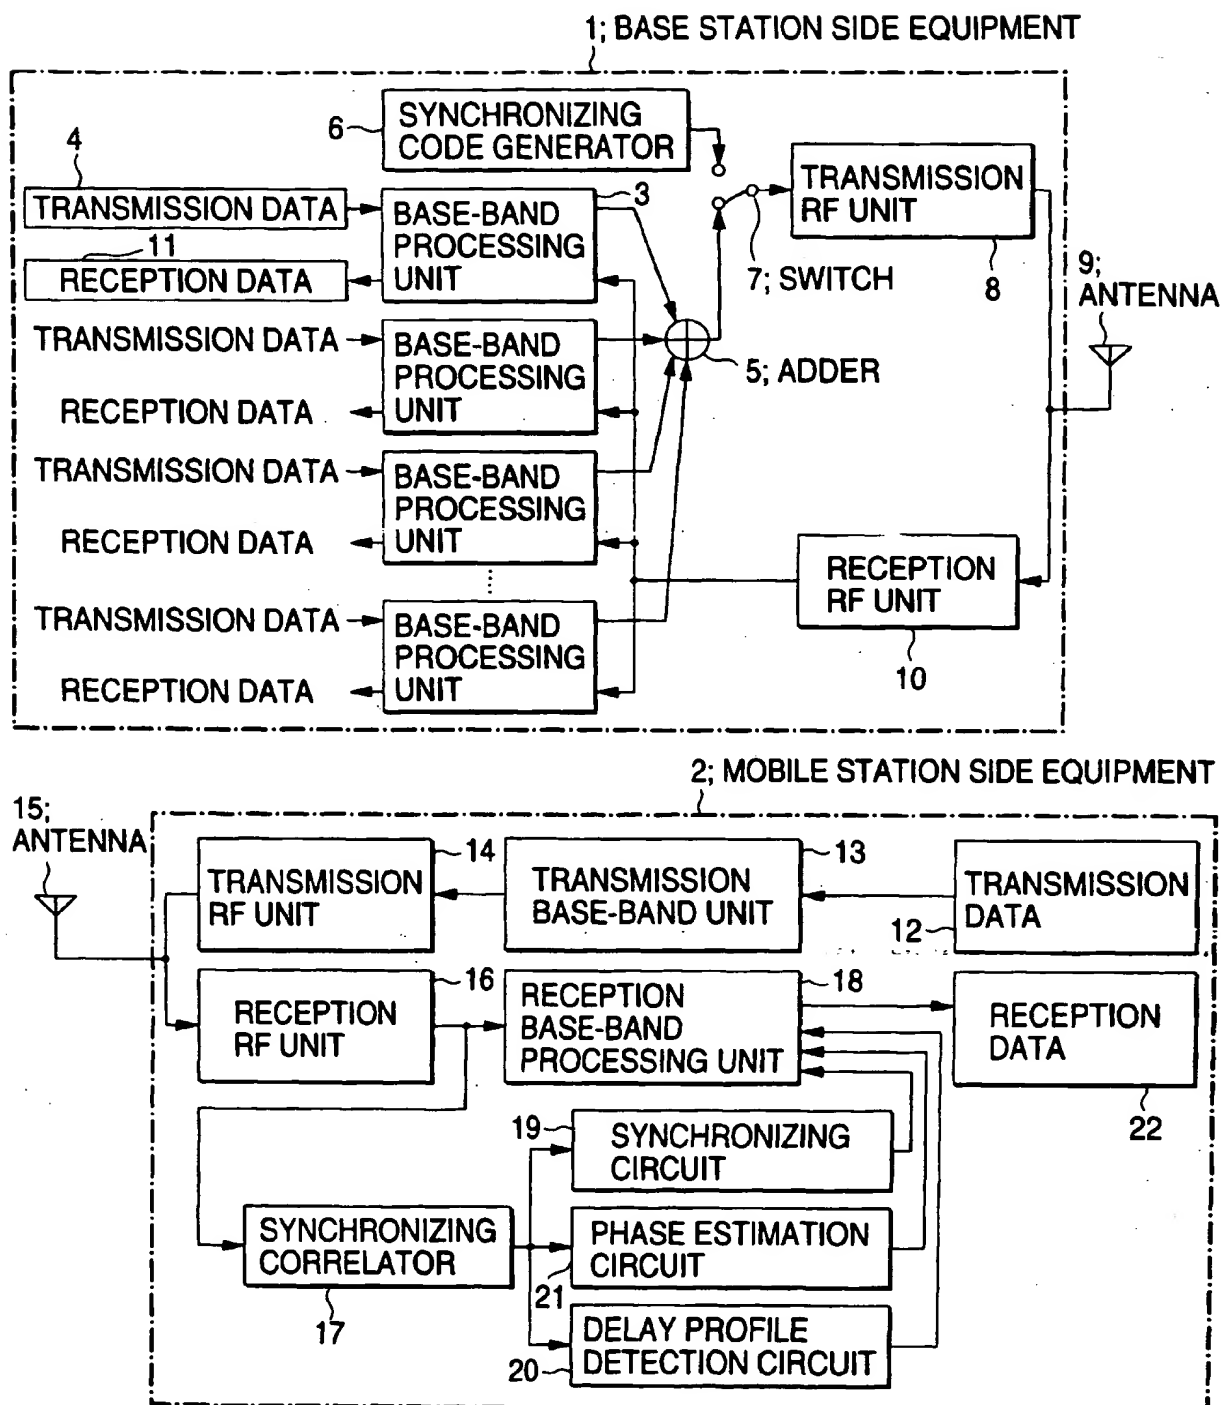 1; BASE STATION SIDE EQUIPMENT
6
SYNCHRONIZING
CODE GENERATOR
4
TRANSMISSION DATA
11
RECEPTION DATA
3
BASE-BAND
PROCESSING
UNIT
TRANSMISSION
RF UNIT
8
7; SWITCH
9;
ANTENNA
TRANSMISSION DATA
RECEPTION DATA
BASE-BAND
PROCESSING
UNIT
5; ADDER
TRANSMISSION DATA
RECEPTION DATA
BASE-BAND
PROCESSING
UNIT
RECEPTION
RF UNIT
10
TRANSMISSION DATA
RECEPTION DATA
BASE-BAND
PROCESSING
UNIT
2; MOBILE STATION SIDE EQUIPMENT
15;
ANTENNA
14
TRANSMISSION
RF UNIT
13
TRANSMISSION
BASE-BAND UNIT
12
TRANSMISSION
DATA
16
RECEPTION
RF UNIT
18
RECEPTION
BASE-BAND
PROCESSING UNIT
RECEPTION
DATA
22
19
SYNCHRONIZING
CIRCUIT
SYNCHRONIZING
CORRELATOR
17
PHASE ESTIMATION
CIRCUIT
21
DELAY PROFILE
DETECTION CIRCUIT
20